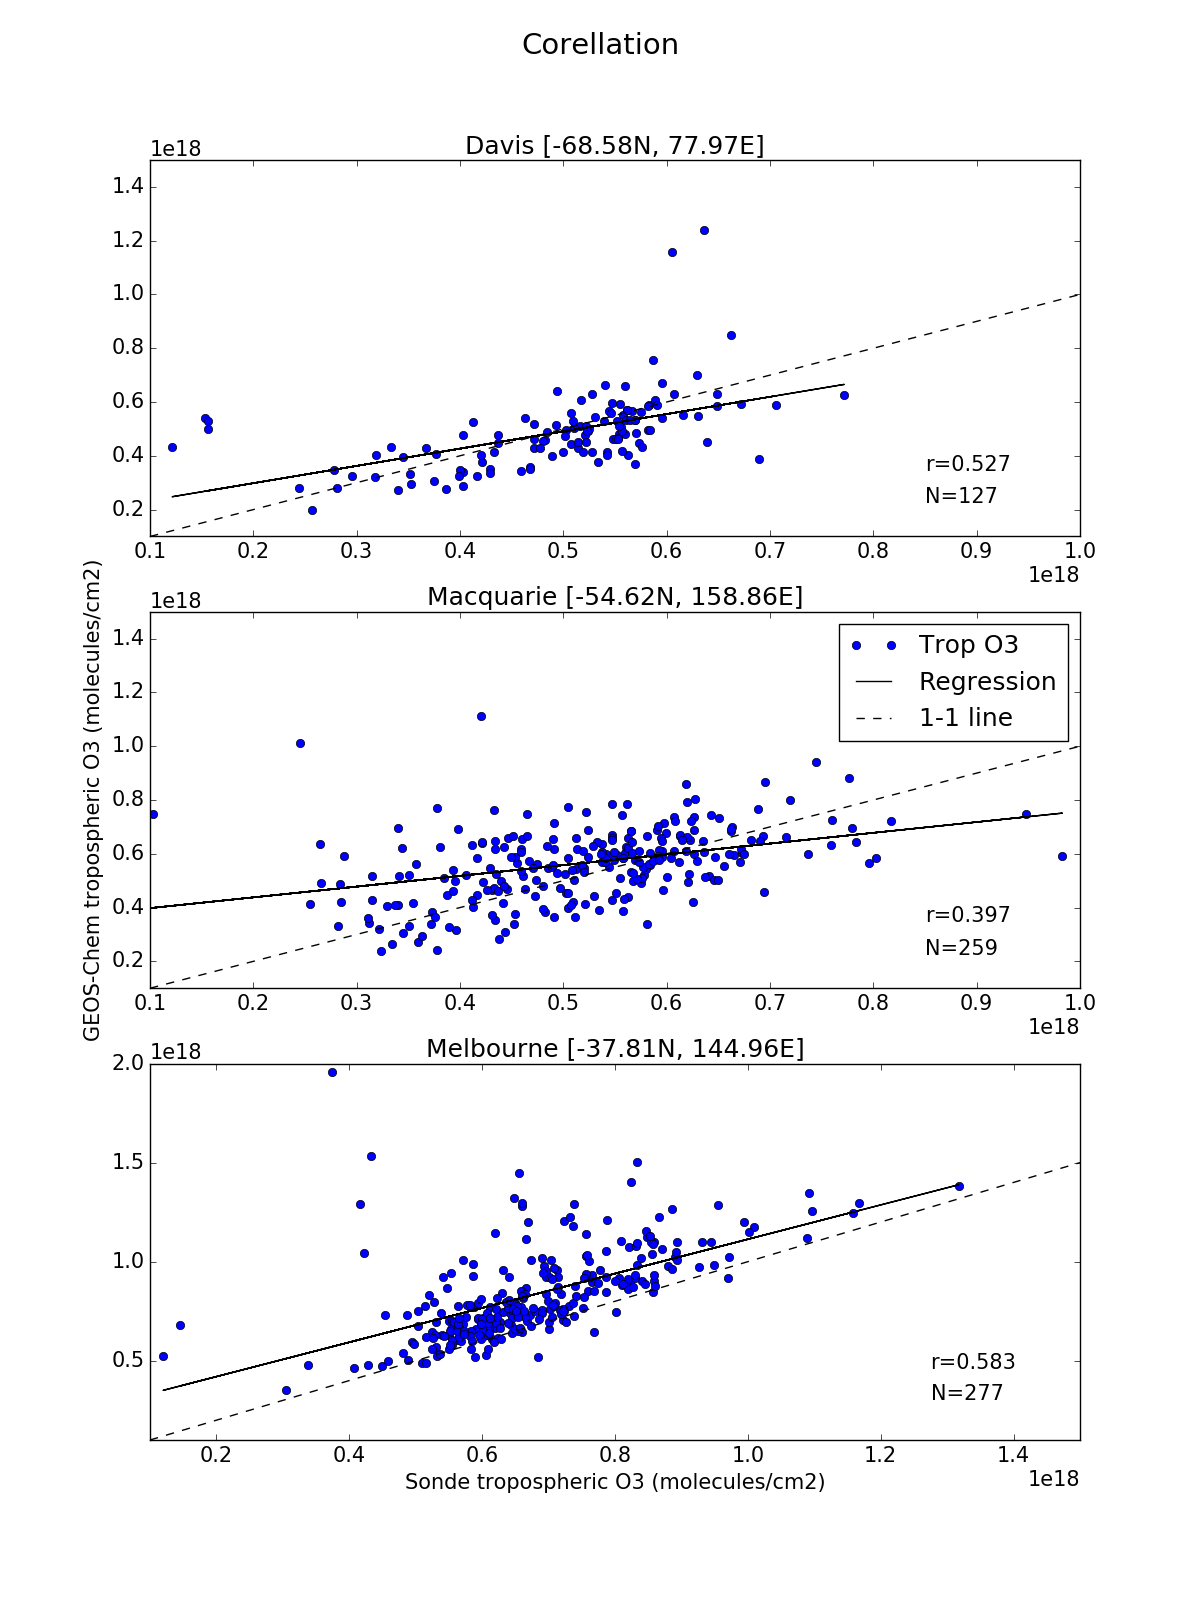 Corellation
Davis [-68.58N, 77.97E]
1e18
1.4
1.2
1.0
0.8
0.6
0.4
0.2
r=0.527
N=127
0.1 0.2 0.3 0.4 0.5 0.6 0.7 0.8 0.9 1.0
1e18
GEOS-Chem tropospheric O3 (molecules/cm2)
Macquarie [-54.62N, 158.86E]
1e18
1.4
1.2
1.0
0.8
0.6
0.4
0.2
Trop O3
Regression
1-1 line
r=0.397
N=259
0.1 0.2 0.3 0.4 0.5 0.6 0.7 0.8 0.9 1.0
1e18
Melbourne [-37.81N, 144.96E]
1e18
2.0
1.5
1.0
0.5
r=0.583
N=277
0.2 0.4 0.6 0.8 1.0 1.2 1.4
1e18
Sonde tropospheric O3 (molecules/cm2)